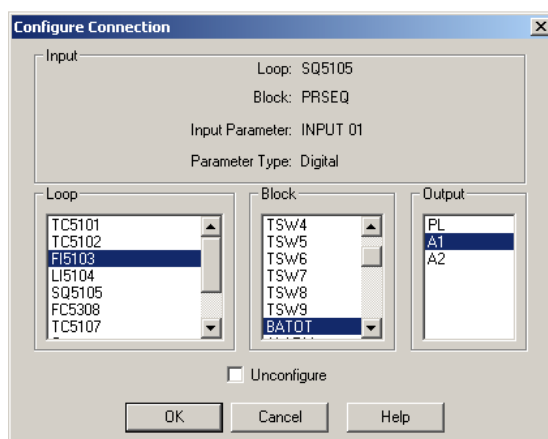 Configure Connection
Input
Loop: SQ5105
Block: PRSEQ
Input Parameter: INPUT 01
Parameter Type: Digital
Loop
TC5101
TC5102
FI5103
LI5104
SQ5105
FC5308
TC5107
Block
TSW4
TSW5
TSW6
TSW7
TSW8
TSW9
BATOT
Output
PL
A1
A2
Unconfigure
OK
Cancel
Help